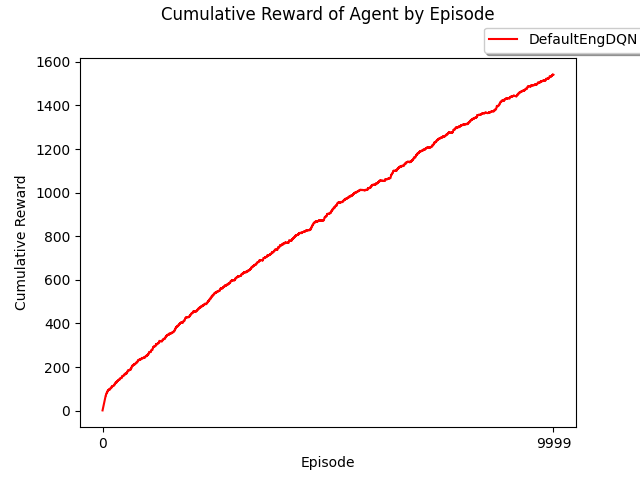 Cumulative Reward of Agent by Episode
DefaultEngDQN
1600
1400
1200
1000
800
600
400
200
0
Cumulative Reward
0
9999
Episode